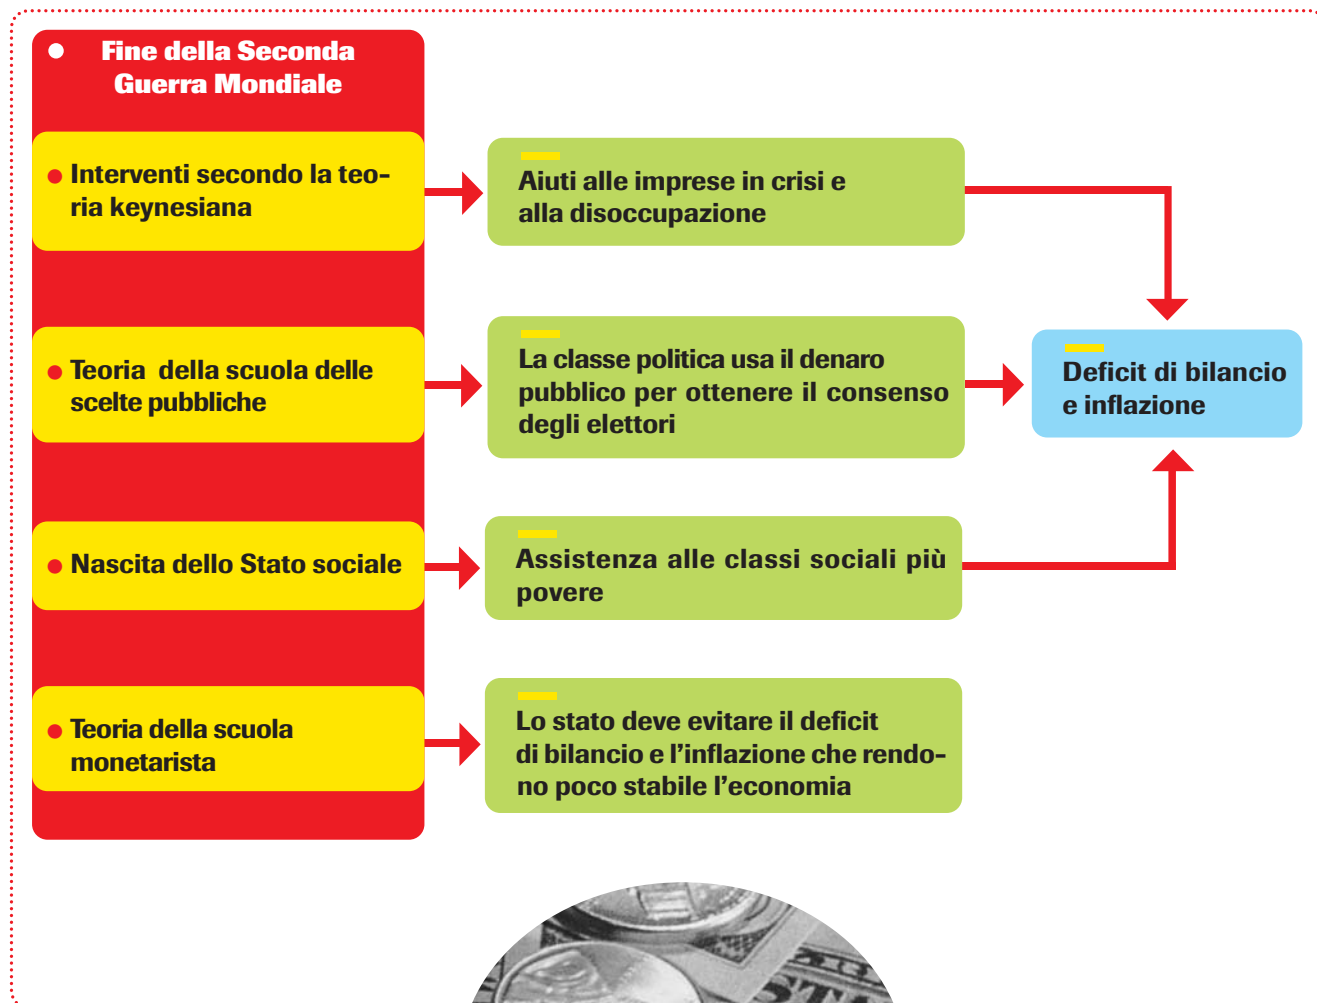 Fine della Seconda
Guerra Mondiale
Interventi secondo la teo-
ria keynesiana
Aiuti alle imprese in crisi e
alla disoccupazione
Teoria della scuola delle
scelte pubbliche
La classe politica usa il denaro
pubblico per ottenere il consenso
degli elettori
Deficit di bilancio
e inflazione
Nascita dello Stato sociale
Assistenza alle classi sociali più
povere
Teoria della scuola
monetarista
Lo stato deve evitare il deficit
di bilancio e l'inflazione che rendo-
no poco stabile l'economia